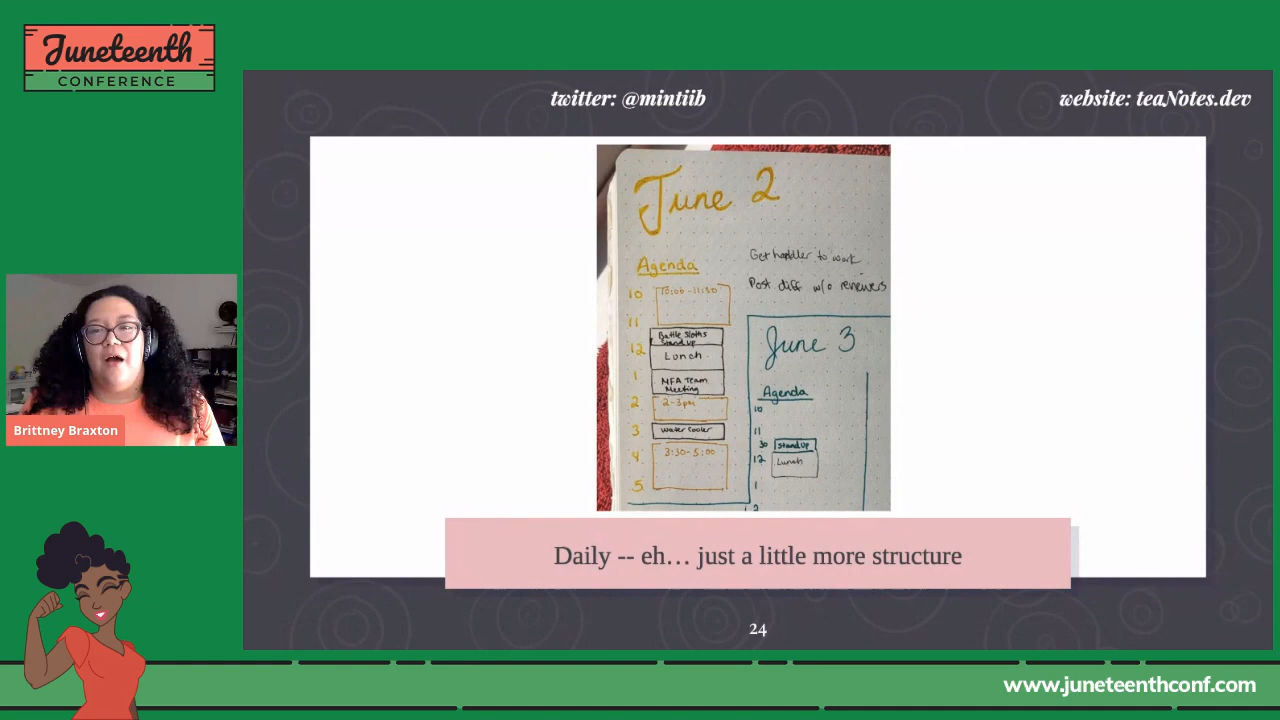 Juneteenth
CONFERENCE
twitter: @mintiib
website: teaNotes.dev
June 2
Agenda
10
10:00-11:30
11
Battle Sloths
Stand up
12
Lunch
1
MFA Team
Meeting
2
2-3pm
3
Water Cooler
4
3:30-5:00
5
Get handler to work
Post diff w/o reviewers
June 3
Agenda
10
11
30
Stand up
12
Lunch
1
2
Brittney Braxton
Daily -- eh… just a little more structure
24
www.juneteenthconf.com